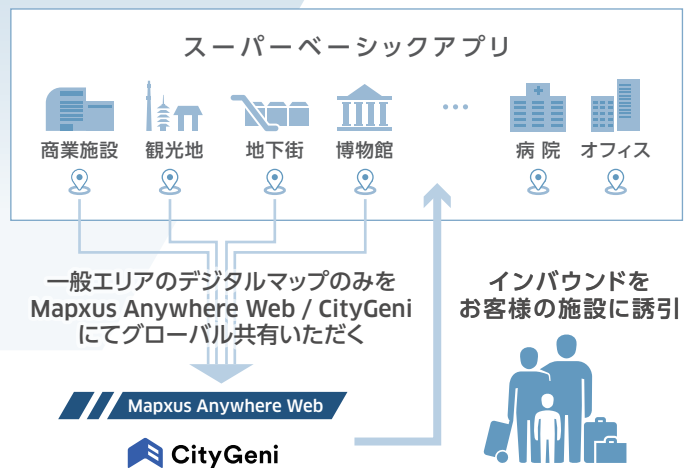 スーパーベーシックアプリ
商業施設 観光地 地下街 博物館 … 病院 オフィス
一般エリアのデジタルマップのみを
Mapxus Anywhere Web / CityGeni
にてグローバル共有いただく
インバウンドを
お客様の施設に誘引
Mapxus Anywhere Web
CityGeni